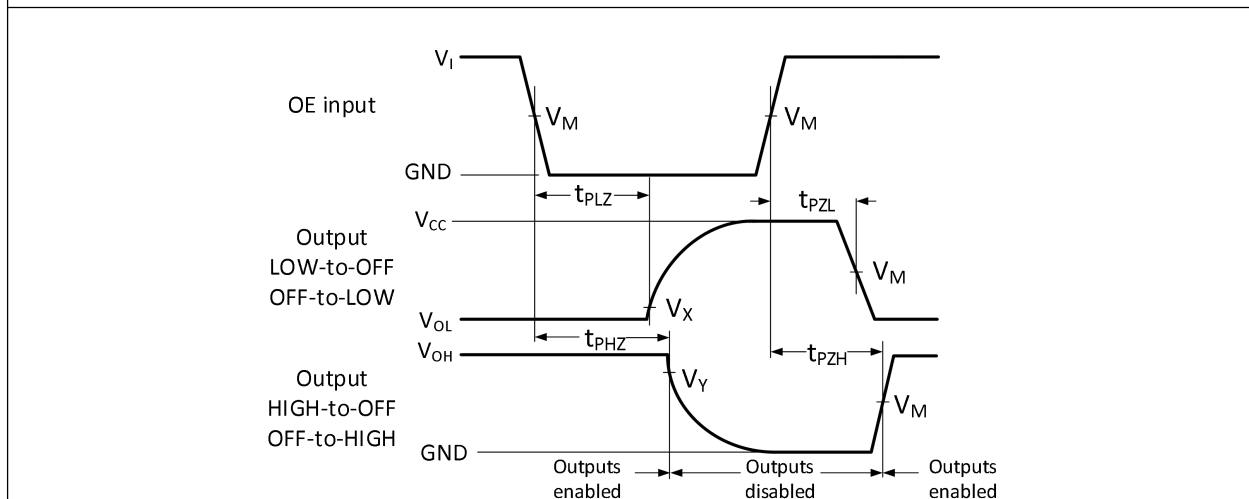 V_I
OE input
V_M
V_M
GND
t_PLZ
t_PZL
V_CC
Output
LOW-to-OFF
OFF-to-LOW
V_M
V_X
V_OL
t_PHZ
V_OH
t_PZH
Output
HIGH-to-OFF
OFF-to-HIGH
V_Y
V_M
GND
Outputs
enabled
Outputs
disabled
Outputs
enabled